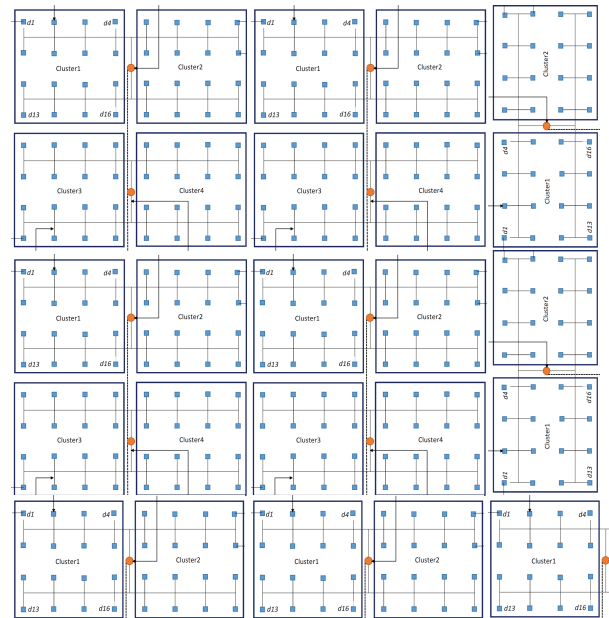 d1 d4 d1 d4
Cluster2
Cluster1 Cluster2 Cluster1 Cluster2
d13 d16 d13 d16
d4 d16
Cluster3 Cluster4 Cluster3 Cluster4
Cluster1
d1 d13
d1 d4 d1 d4
Cluster2
Cluster1 Cluster2 Cluster1 Cluster2
d13 d16 d13 d16
d4 d16
Cluster3 Cluster4 Cluster3 Cluster4
Cluster1
d1 d13
d1 d4 d1 d4 d1 d4
Cluster1 Cluster2 Cluster1 Cluster2 Cluster1
d13 d16 d13 d16 d13 d16